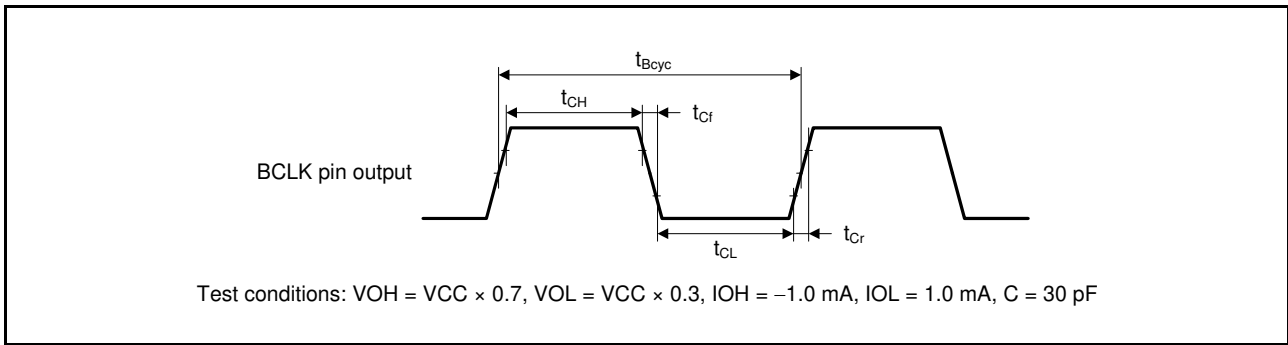 tBcyc
tCH
tCf
BCLK pin output
tCL
tCr
Test conditions: VOH = VCC × 0.7, VOL = VCC × 0.3, IOH = −1.0 mA, IOL = 1.0 mA, C = 30 pF